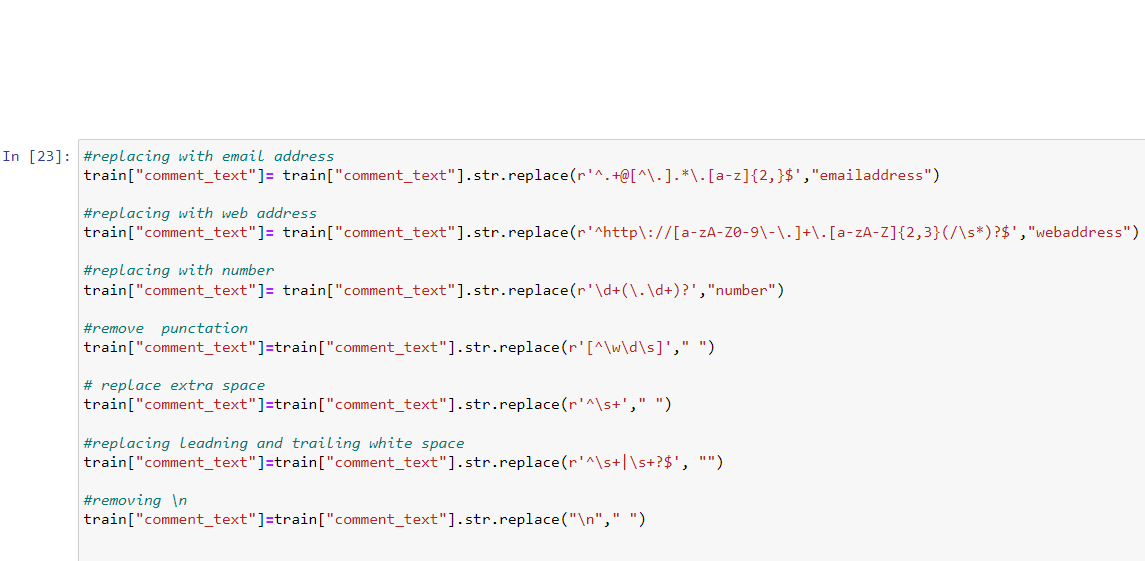 In [23]: #replacing with email address
train["comment_text"]= train["comment_text"].str.replace(r'^.+@[^\.].*\.[a-z]{2,}$',"emailaddress")
#replacing with web address
train["comment_text"]= train["comment_text"].str.replace(r'^http\://[a-zA-Z0-9\-\.]+\.[a-zA-Z]{2,3}(/\s*)?$',"webaddress")
#replacing with number
train["comment_text"]= train["comment_text"].str.replace(r'\d+(\.\d+)?',"number")
#remove  punctation
train["comment_text"]=train["comment_text"].str.replace(r'[^\w\d\s]'," ")
# replace extra space
train["comment_text"]=train["comment_text"].str.replace(r'^\s+'," ")
#replacing leadning and trailing white space
train["comment_text"]=train["comment_text"].str.replace(r'^\s+|\s+?$', "")
#removing \n
train["comment_text"]=train["comment_text"].str.replace("\n"," ")